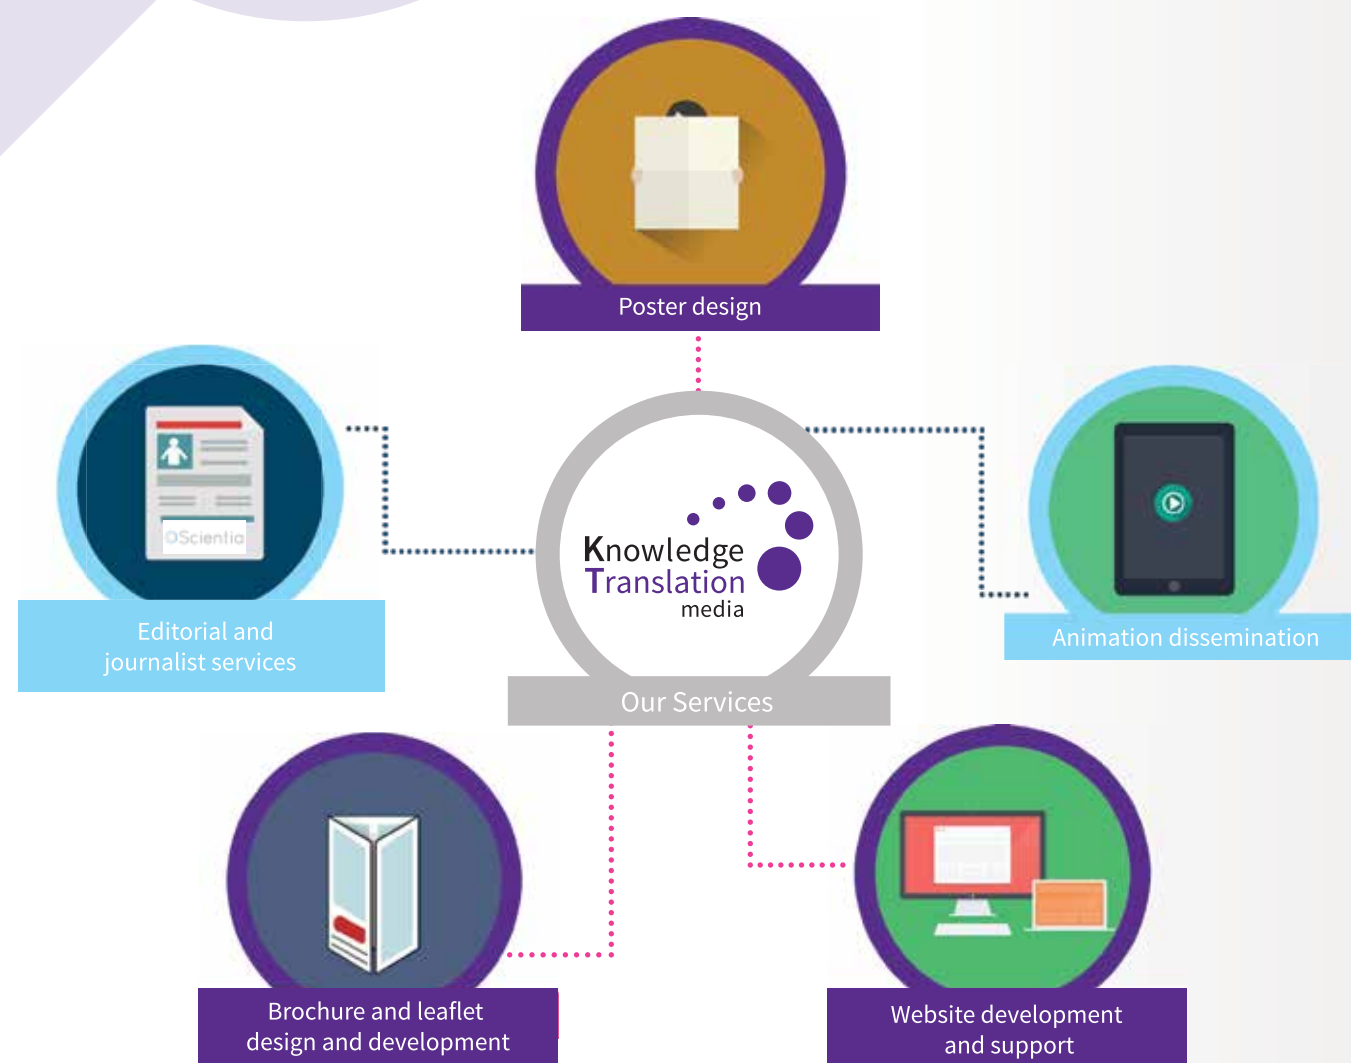 Poster design
Scientia
Editorial and
journalist services
Knowledge
Translation
media
Animation dissemination
Our Services
Brochure and leaflet
design and development
Website development
and support